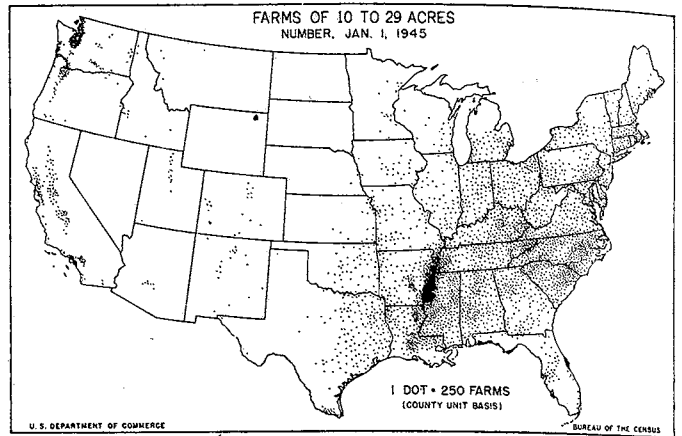 FARMS OF 10 TO 29 ACRES
NUMBER, JAN. 1, 1945
1 DOT = 250 FARMS
(COUNTY UNIT BASIS)
U. S. DEPARTMENT OF COMMERCE
BUREAU OF THE CENSUS